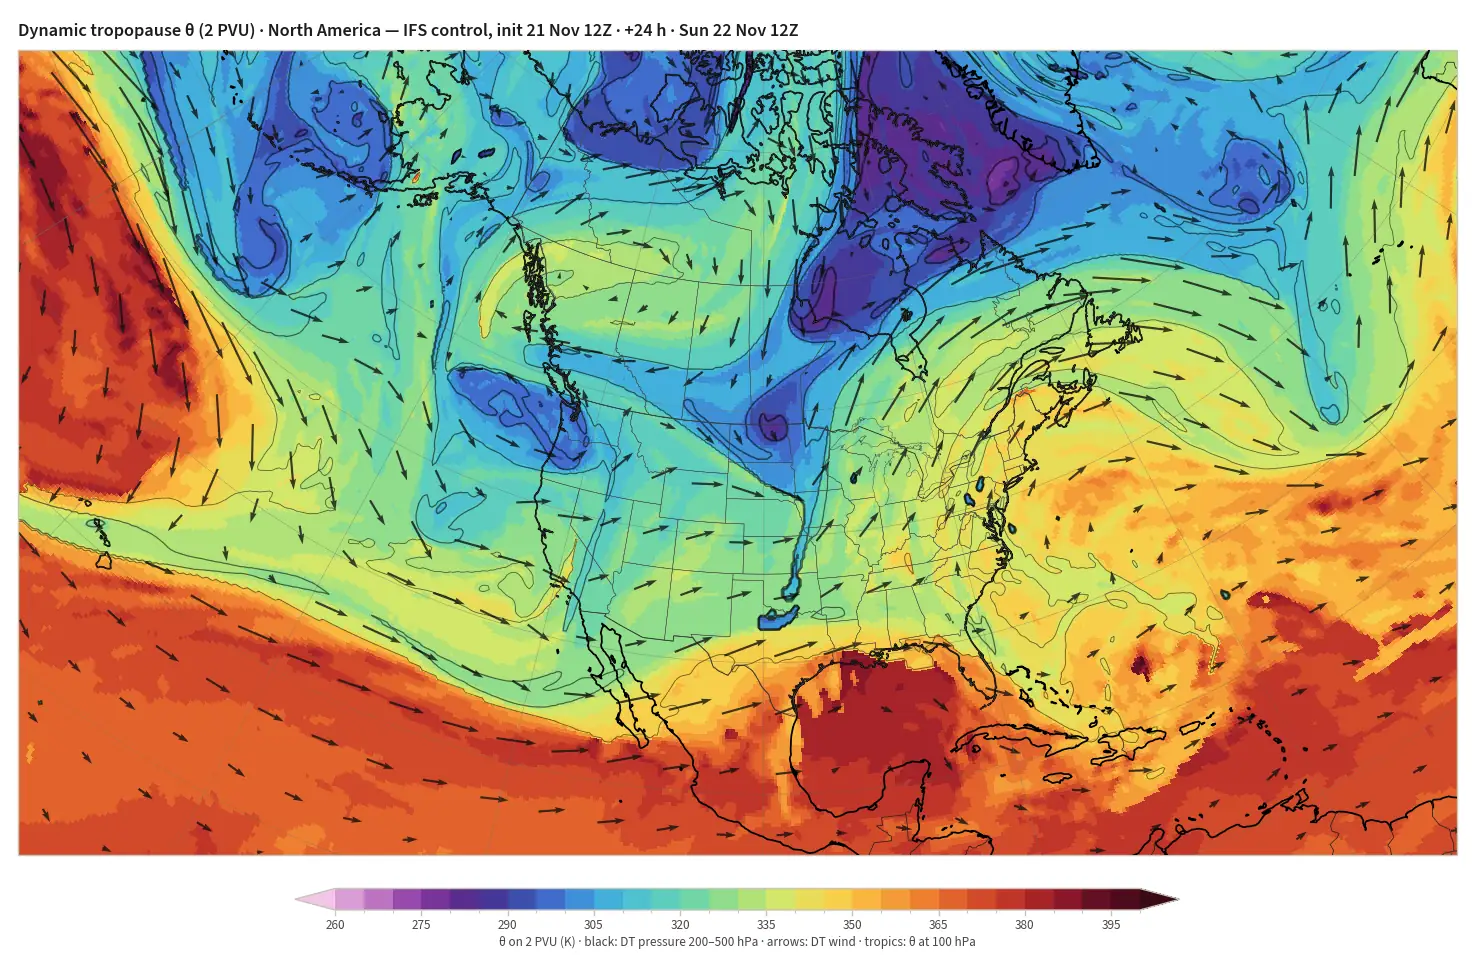 Dynamic tropopause θ (2 PVU) · North America — IFS control, init 21 Nov 12Z · +24 h · Sun 22 Nov 12Z
260 275 290 305 320 335 350 365 380 395
θ on 2 PVU (K) · black: DT pressure 200–500 hPa · arrows: DT wind · tropics: θ at 100 hPa